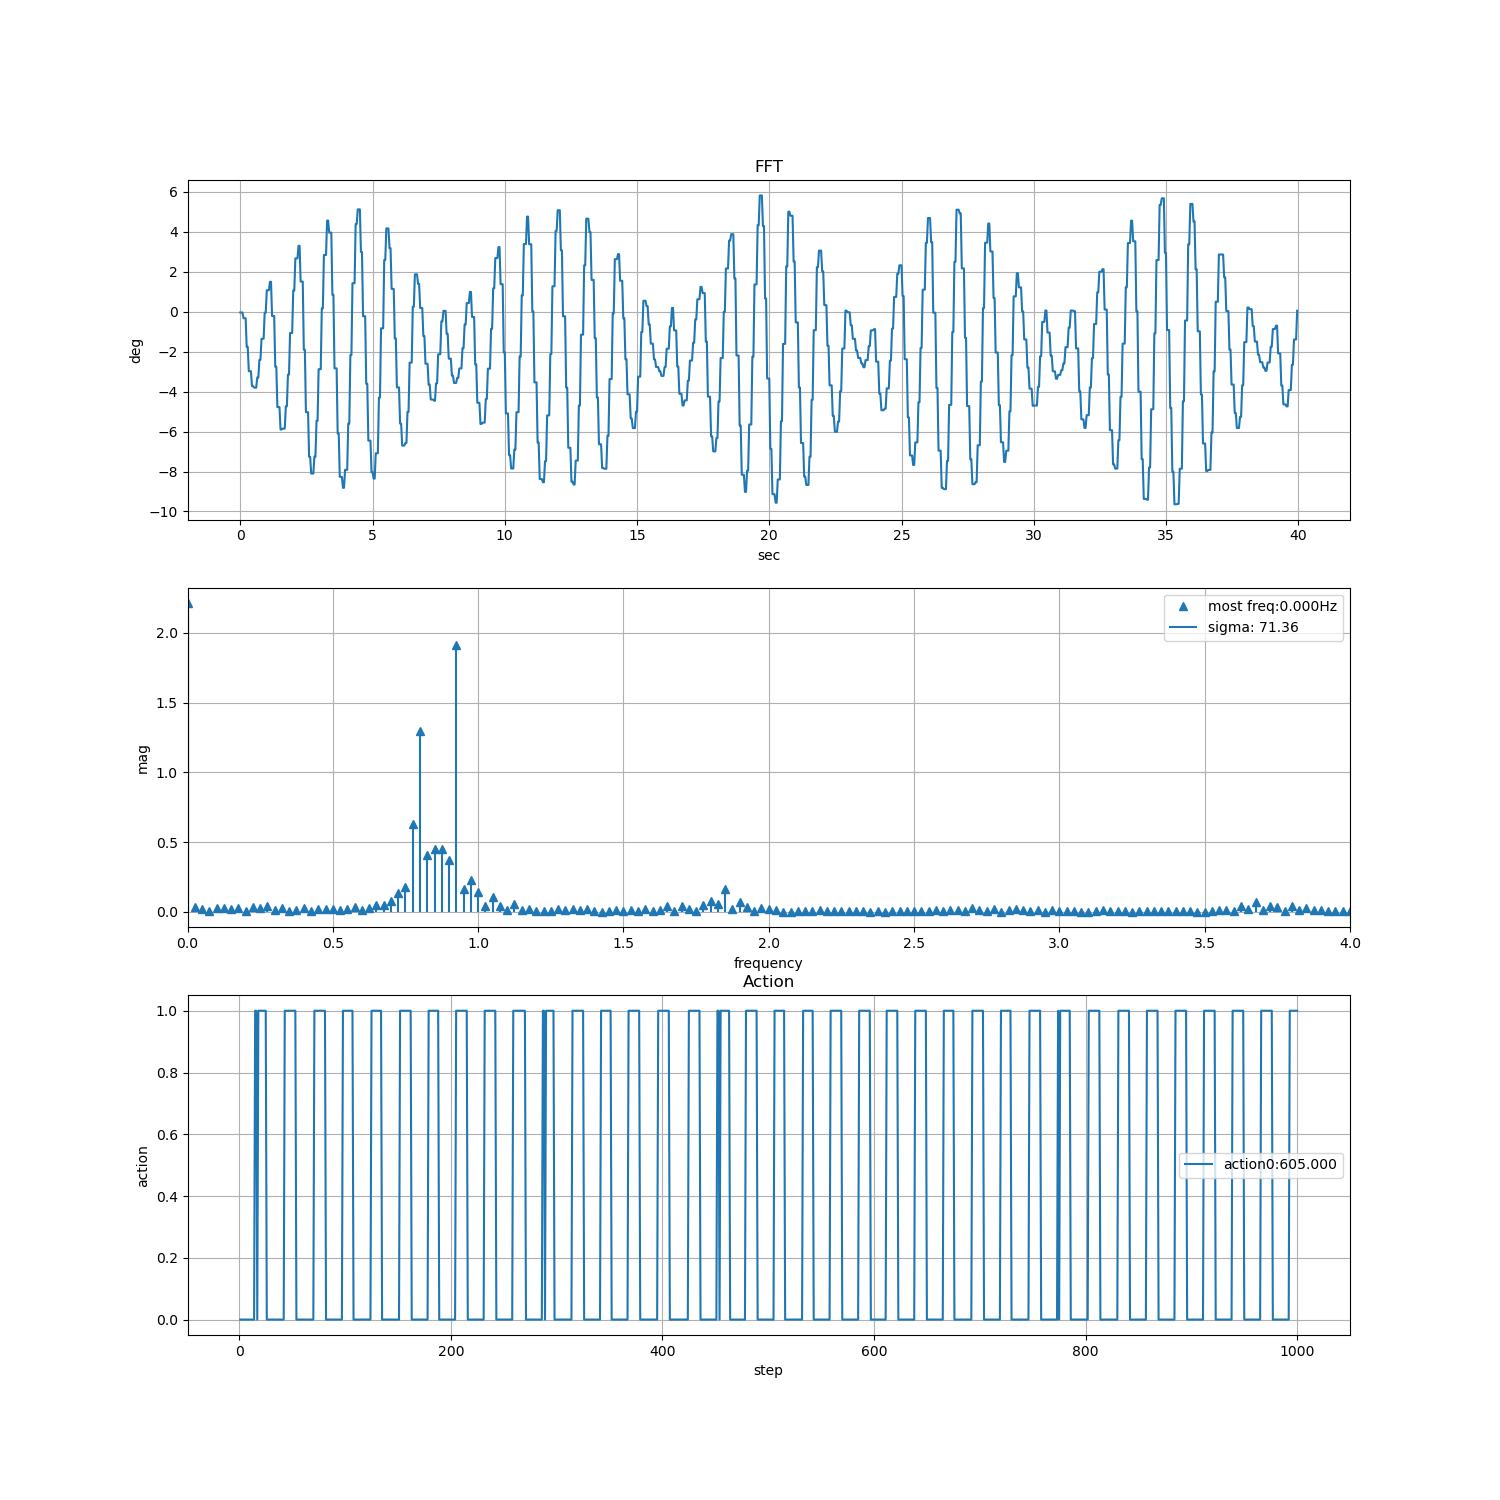 FFT
6
4
2
0
−2
−4
−6
−8
−10
deg
0 5 10 15 20 25 30 35 40
sec
most freq:0.000Hz
sigma: 71.36
2.0
1.5
1.0
0.5
0.0
mag
0.0 0.5 1.0 1.5 2.0 2.5 3.0 3.5 4.0
frequency
Action
1.0
0.8
0.6
0.4
0.2
0.0
action
action0:605.000
0 200 400 600 800 1000
step